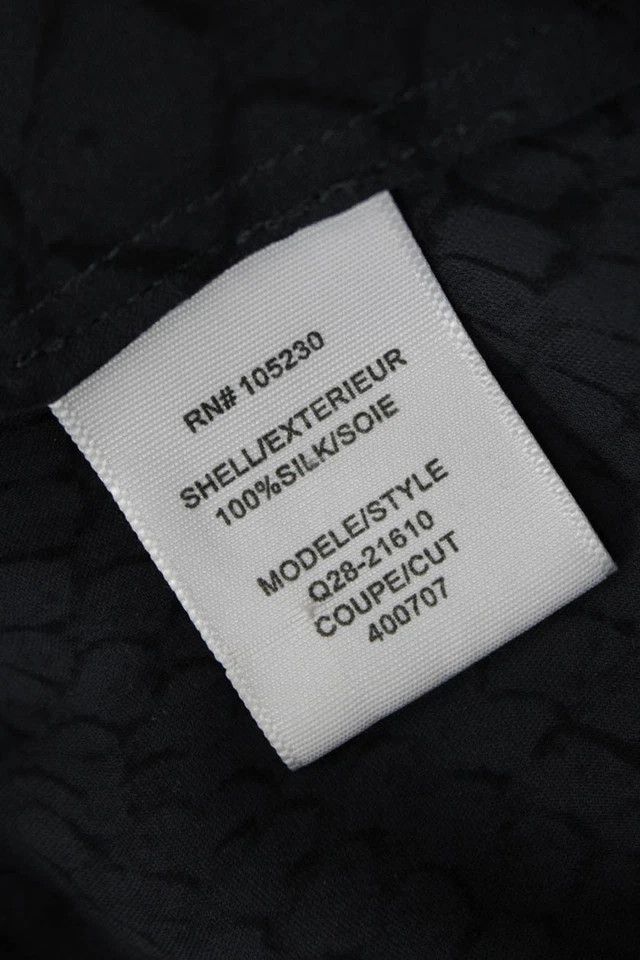 RN# 105230
SHELL/EXTERIEUR
100%SILK/SOIE
MODELE/STYLE
Q28-21610
COUPE/CUT
400707